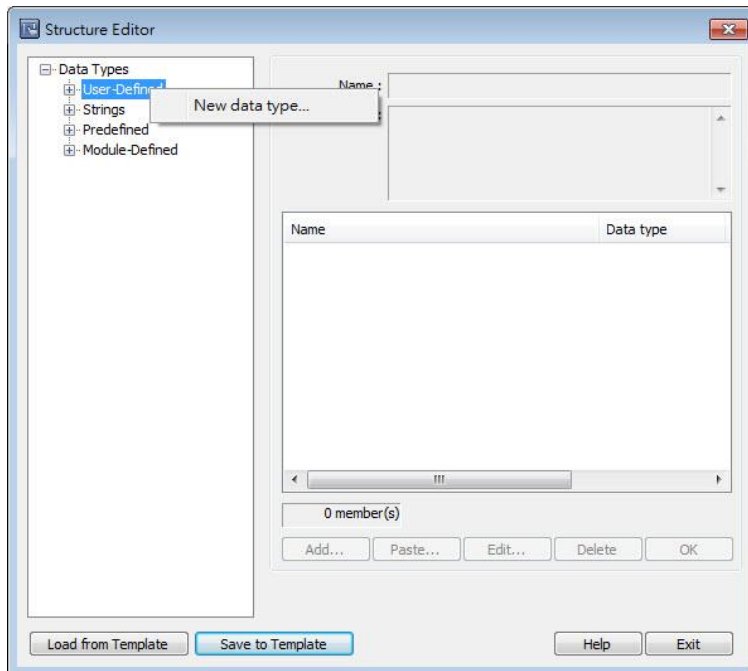 Structure Editor
Data Types
User-Defin
Strings
Predefined
Module-Defined
New data type...
Name :
:
Name Data type
0 member(s)
Add... Paste... Edit... Delete OK
Load from Template Save to Template Help Exit